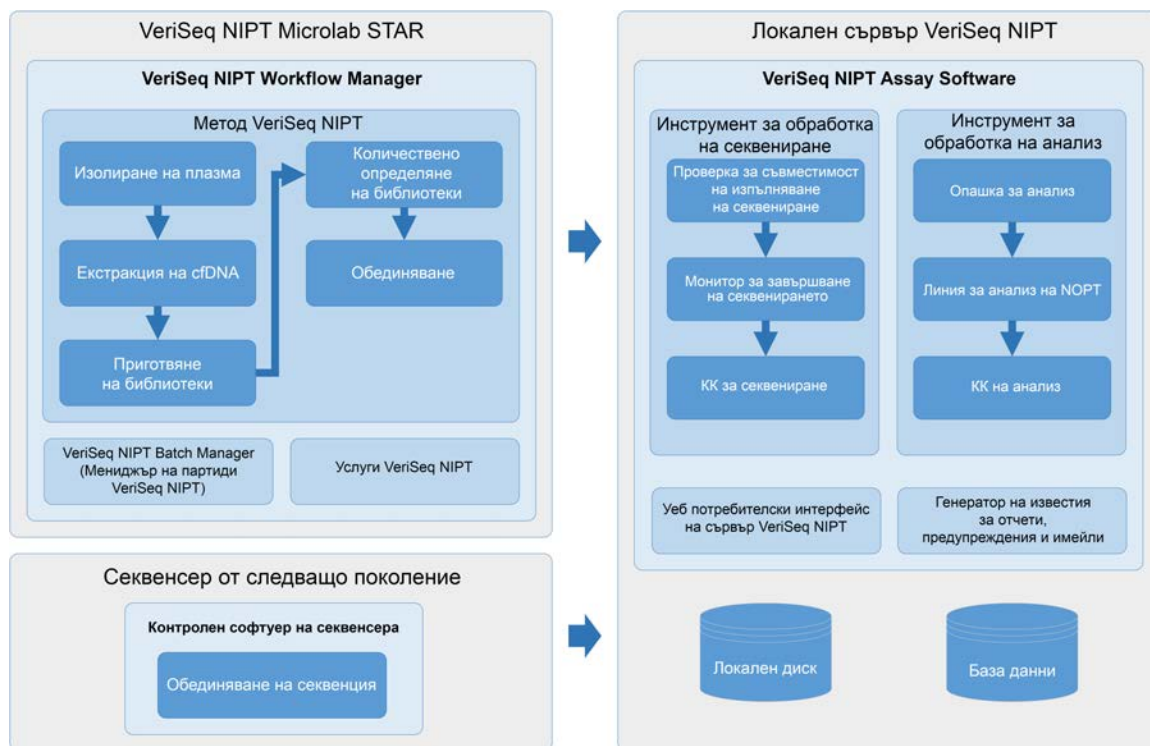 VeriSeq NIPT Microlab STAR
VeriSeq NIPT Workflow Manager
Метод VeriSeq NIPT
Изолиране на плазма
Екстракция на cfDNA
Приготвяне
на библиотеки
Количествено
определяне
на библиотеки
Обединяване
VeriSeq NIPT Batch Manager
(Мениджър на партиди
VeriSeq NIPT)
Услуги VeriSeq NIPT
Секвенсер от следващо поколение
Контролен софтуер на секвенсера
Обединяване на секвенция
Локален сървър VeriSeq NIPT
VeriSeq NIPT Assay Software
Инструмент за обработка
на секвениране
Проверка за съвместимост
на изпълняване
на секвениране
Монитор за завършване
на секвенирането
КК за секвениране
Инструмент за
обработка на анализ
Опашка за анализ
Линия за анализ на NOPT
КК на анализ
Уеб потребителски интерфейс
на сървър VeriSeq NIPT
Генератор на известия
за отчети,
предупреждения и имейли
Локален диск
База данни